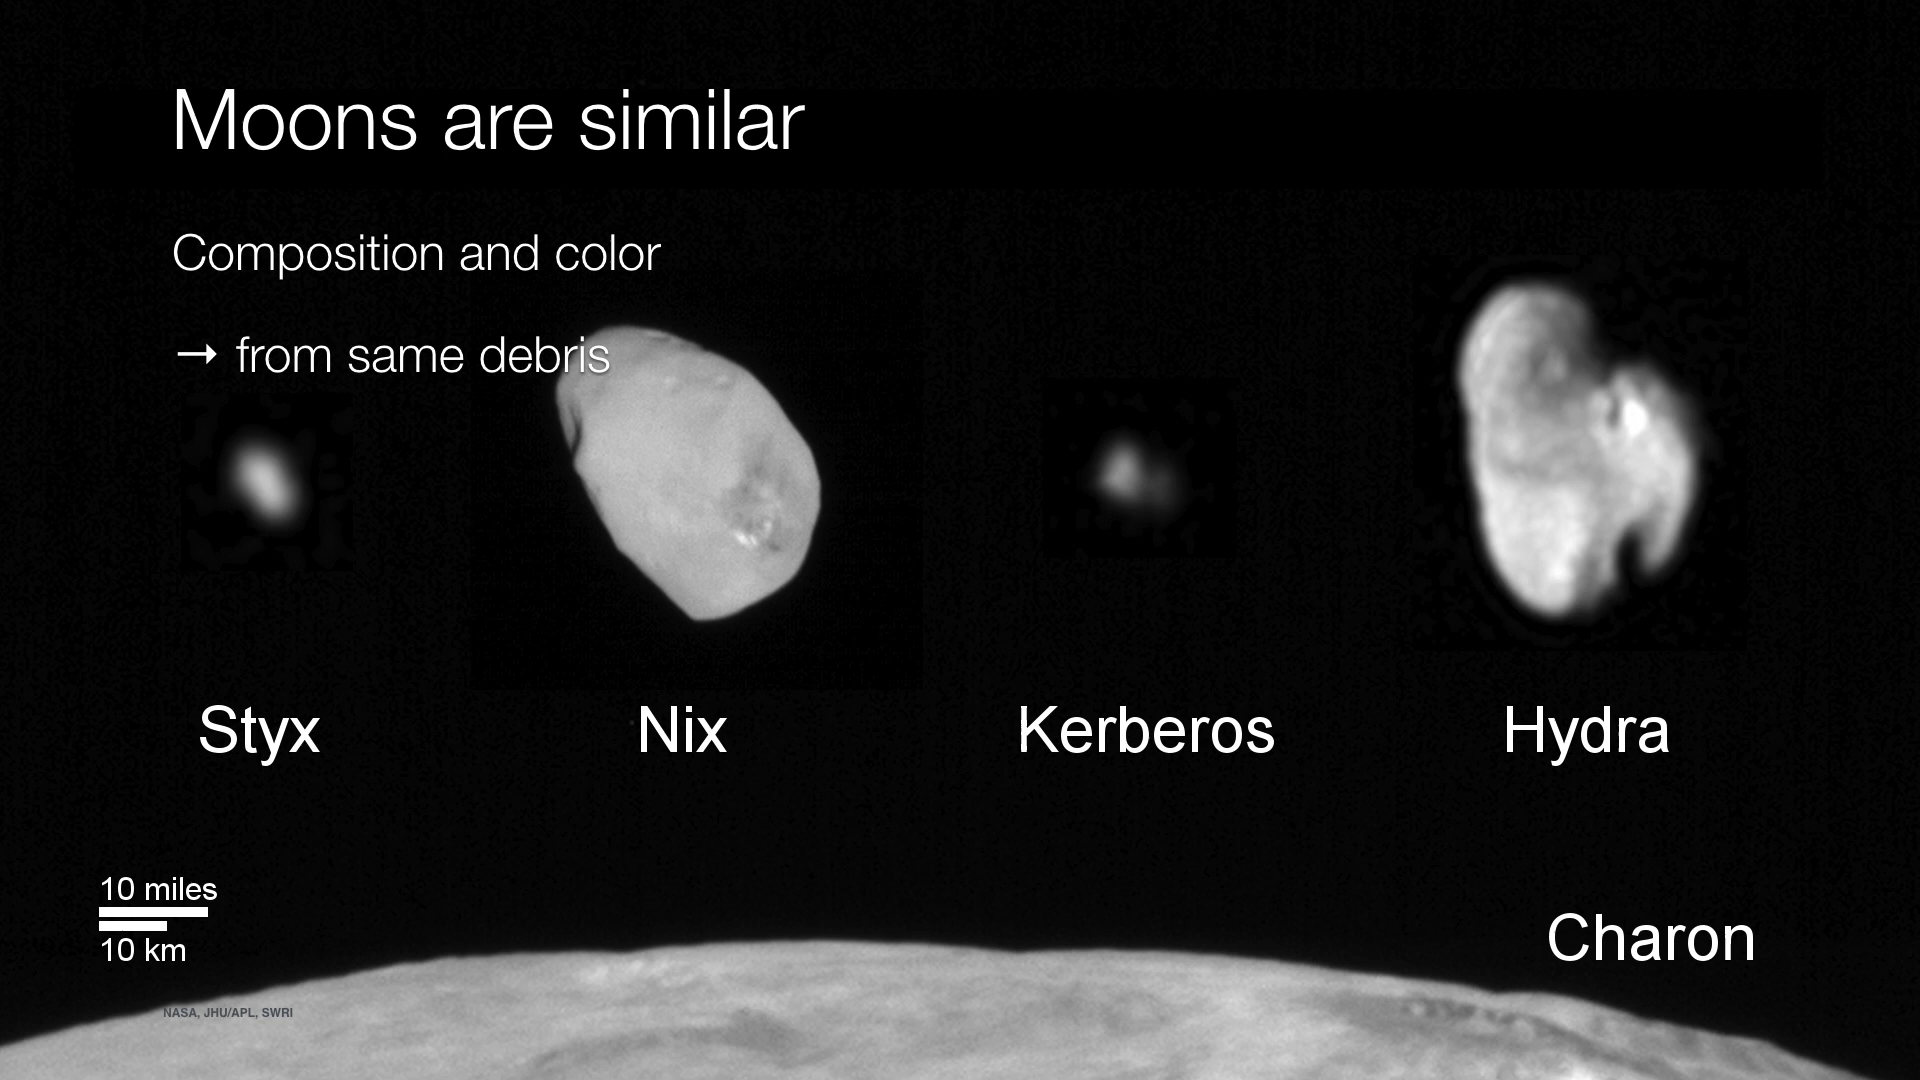 Moons are similar
Composition and color
→ from same debris
Styx Nix Kerberos Hydra
10 miles
10 km
Charon
NASA, JHU/APL, SWRI